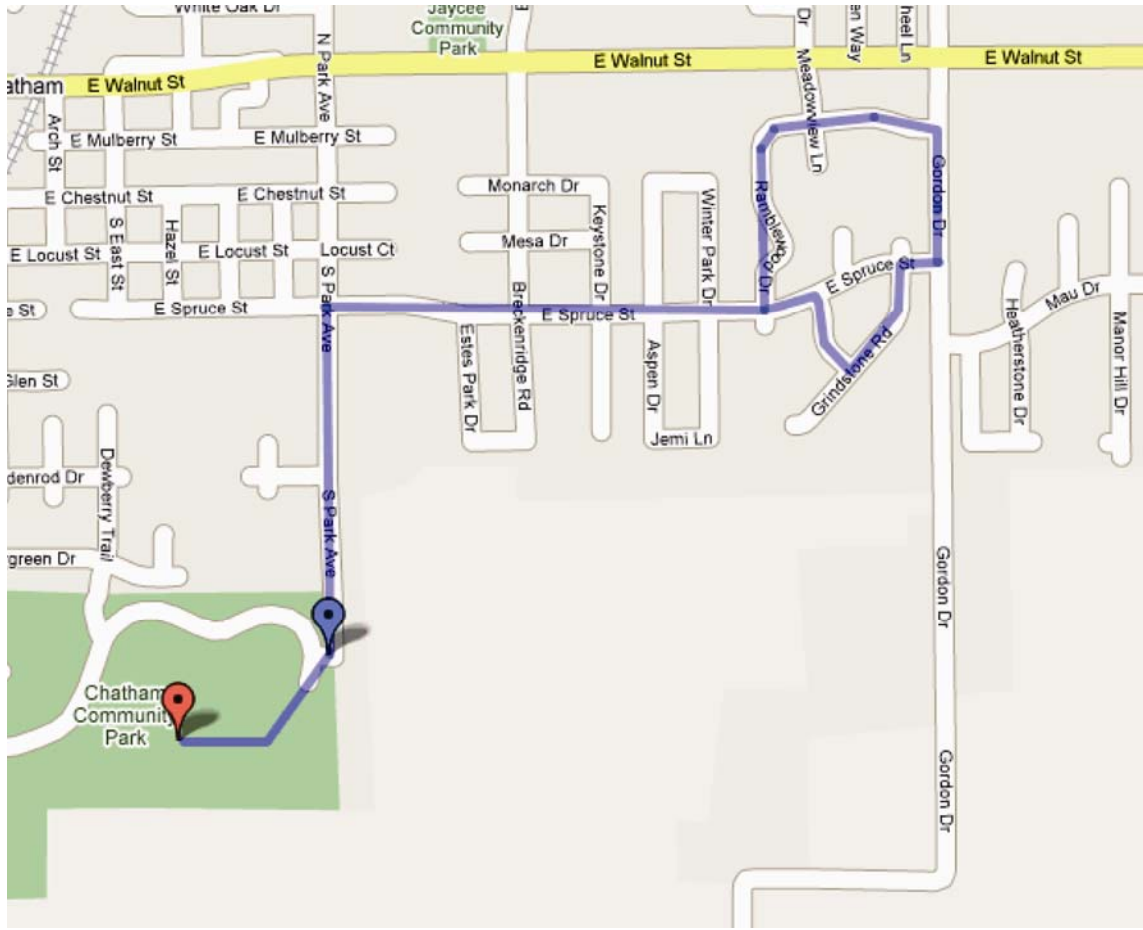 White Oak Dr
Jaycee
Community
Park
N Park Ave
Dr
Meadowview Ln
en Way
heel Ln
E Walnut St
E Walnut St
E Walnut St
atham
Arch St
E Mulberry St
E Mulberry St
Gordon Dr
E Chestnut St
E Chestnut St
Monarch Dr
Keystone Dr
Winter Park Dr
S East St
Hazel St
E Locust St
E Locust St
Locust Ct
Mesa Dr
E Spruce St
S Park Ave
Breckenridge Rd
Mau Dr
Heatherstone Dr
Manor Hill Dr
e St
E Spruce St
E Spruce St
Estes Park Dr
Aspen Dr
Grindstone Rd
Glen St
Jemi Ln
denrod Dr
Dewberry Trail
S Park Ave
rgreen Dr
Gordon Dr
Chatham
Community
Park
Gordon Dr